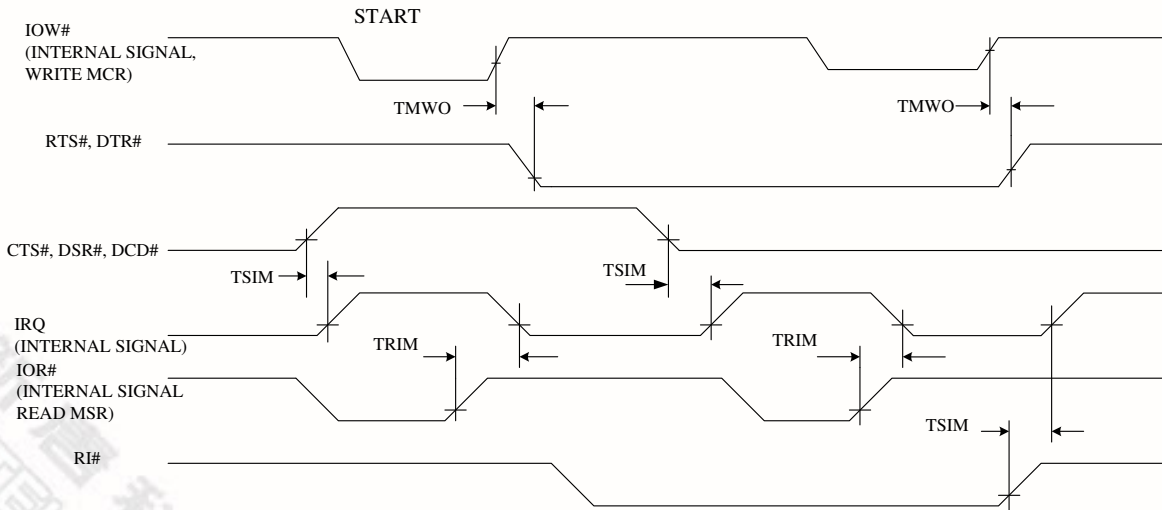 START
IOW#
(INTERNAL SIGNAL,
WRITE MCR)
TMWO
TMWO
RTS#, DTR#
CTS#, DSR#, DCD#
TSIM
TSIM
IRQ
(INTERNAL SIGNAL)
TRIM
TRIM
IOR#
(INTERNAL SIGNAL
READ MSR)
TSIM
RI#